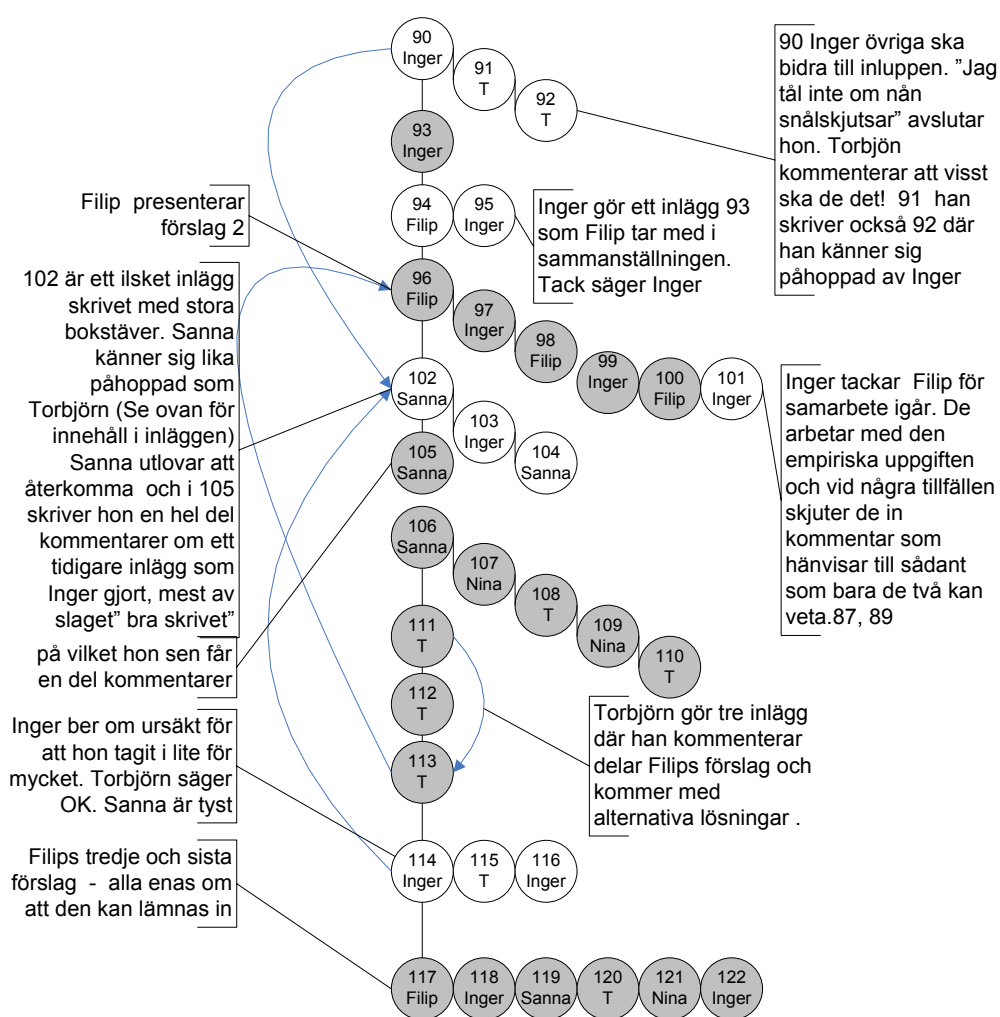 90
Inger
91
T
92
T
90 Inger övriga ska
bidra till inluppen. ”Jag
tål inte om nån
snålskjutsar” avslutar
hon. Torbjön
kommenterar att visst
ska de det! 91 han
skriver också 92 där
han känner sig
påhoppad av Inger
93
Inger
Filip presenterar
förslag 2
94
Filip
95
Inger
Inger gör ett inlägg 93
som Filip tar med i
sammanställningen.
Tack säger Inger
102 är ett ilsket inlägg
skrivet med stora
bokstäver. Sanna
känner sig lika
påhoppad som
Torbjörn (Se ovan för
innehåll i inläggen)
Sanna utlovar att
återkomma och i 105
skriver hon en hel del
kommentarer om ett
tidigare inlägg som
Inger gjort, mest av
slaget” bra skrivet”
96
Filip
97
Inger
98
Filip
99
Inger
100
Filip
101
Inger
Inger tackar Filip för
samarbete igår. De
arbetar med den
empiriska uppgiften
och vid några tillfällen
skjuter de in
kommentar som
hänvisar till sådant
som bara de två kan
veta.87, 89
102
Sanna
103
Inger
104
Sanna
105
Sanna
på vilket hon sen får
en del kommentarer
106
Sanna
107
Nina
108
T
109
Nina
110
T
111
T
112
T
113
T
Torbjörn gör tre inlägg
där han kommenterar
delar Filips förslag och
kommer med
alternativa lösningar .
Inger ber om ursäkt för
att hon tagit i lite för
mycket. Torbjörn säger
OK. Sanna är tyst
114
Inger
115
T
116
Inger
Filips tredje och sista
förslag - alla enas om
att den kan lämnas in
117
Filip
118
Inger
119
Sanna
120
T
121
Nina
122
Inger